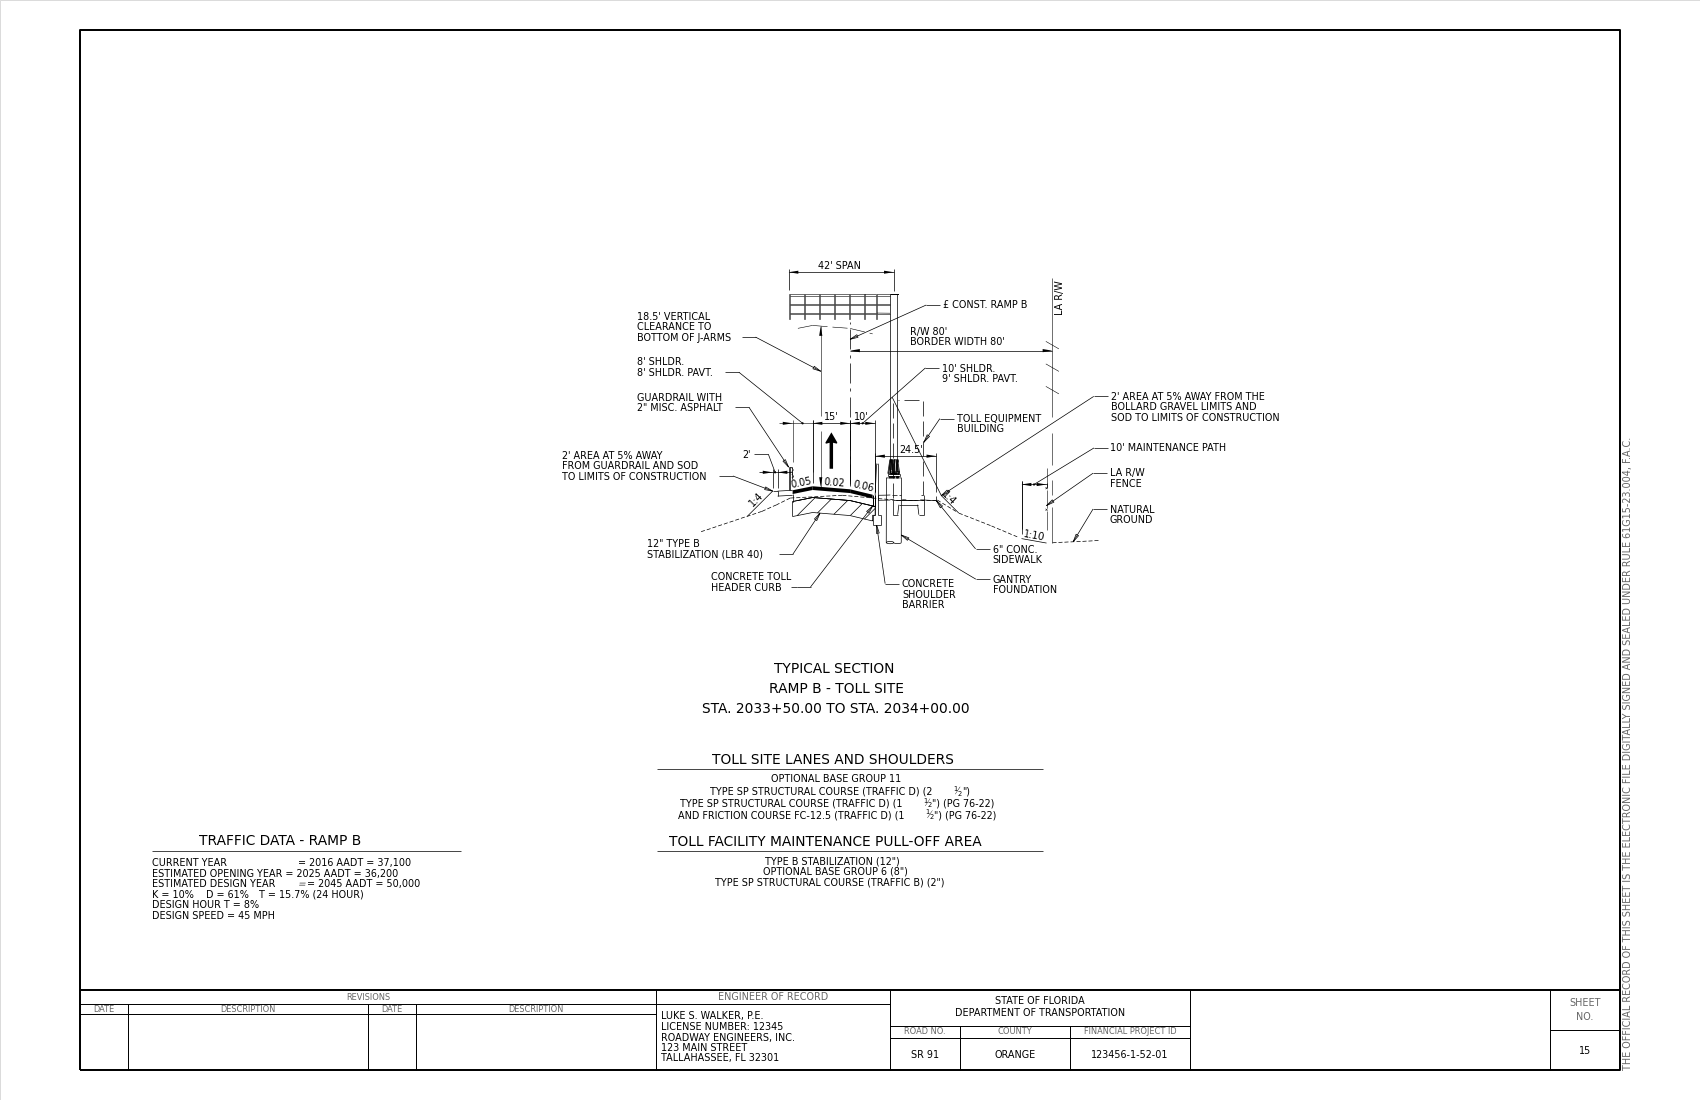 42' SPAN
£ CONST. RAMP B
LA R/W
18.5' VERTICAL
CLEARANCE TO
BOTTOM OF J-ARMS
R/W 80'
BORDER WIDTH 80'
8' SHLDR.
8' SHLDR. PAVT.
10' SHLDR.
9' SHLDR. PAVT.
GUARDRAIL WITH
2" MISC. ASPHALT
2' AREA AT 5% AWAY FROM THE
BOLLARD GRAVEL LIMITS AND
SOD TO LIMITS OF CONSTRUCTION
15'
10'
TOLL EQUIPMENT
BUILDING
24.5'
10' MAINTENANCE PATH
2' AREA AT 5% AWAY
FROM GUARDRAIL AND SOD
TO LIMITS OF CONSTRUCTION
2'
LA R/W
FENCE
0.05
0.02
0.06
1:4
1:4
NATURAL
GROUND
1:10
12" TYPE B
STABILIZATION (LBR 40)
6" CONC.
SIDEWALK
CONCRETE TOLL
HEADER CURB
CONCRETE
SHOULDER
BARRIER
GANTRY
FOUNDATION
TYPICAL SECTION
RAMP B - TOLL SITE
STA. 2033+50.00 TO STA. 2034+00.00
TOLL SITE LANES AND SHOULDERS
OPTIONAL BASE GROUP 11
TYPE SP STRUCTURAL COURSE (TRAFFIC D) (2 ½")
TYPE SP STRUCTURAL COURSE (TRAFFIC D) (1 ½") (PG 76-22)
AND FRICTION COURSE FC-12.5 (TRAFFIC D) (1 ½") (PG 76-22)
TOLL FACILITY MAINTENANCE PULL-OFF AREA
TYPE B STABILIZATION (12")
OPTIONAL BASE GROUP 6 (8")
TYPE SP STRUCTURAL COURSE (TRAFFIC B) (2")
TRAFFIC DATA - RAMP B
CURRENT YEAR = 2016 AADT = 37,100
ESTIMATED OPENING YEAR = 2025 AADT = 36,200
ESTIMATED DESIGN YEAR == 2045 AADT = 50,000
K = 10% D = 61% T = 15.7% (24 HOUR)
DESIGN HOUR T = 8%
DESIGN SPEED = 45 MPH
REVISIONS
DATE DESCRIPTION DATE DESCRIPTION
ENGINEER OF RECORD
LUKE S. WALKER, P.E.
LICENSE NUMBER: 12345
ROADWAY ENGINEERS, INC.
123 MAIN STREET
TALLAHASSEE, FL 32301
STATE OF FLORIDA
DEPARTMENT OF TRANSPORTATION
ROAD NO. COUNTY FINANCIAL PROJECT ID
SR 91 ORANGE 123456-1-52-01
SHEET
NO.
15
THE OFFICIAL RECORD OF THIS SHEET IS THE ELECTRONIC FILE DIGITALLY SIGNED AND SEALED UNDER RULE 61G15-23.004, F.A.C.